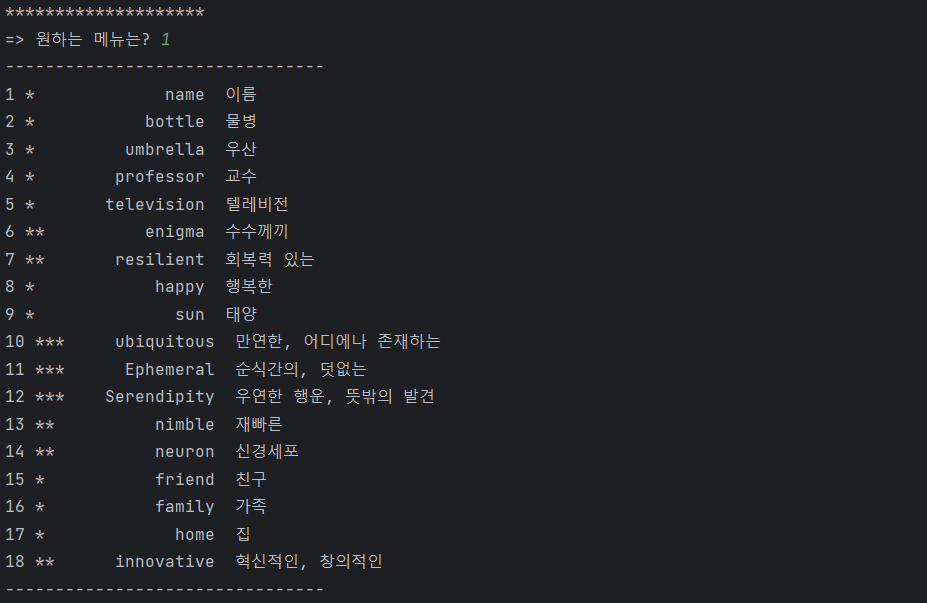 ********************
=> 원하는 메뉴는? 1
--------------------------------
1 * name 이름
2 * bottle 물병
3 * umbrella 우산
4 * professor 교수
5 * television 텔레비전
6 ** enigma 수수께끼
7 ** resilient 회복력 있는
8 * happy 행복한
9 * sun 태양
10 *** ubiquitous 만연한, 어디에나 존재하는
11 *** Ephemeral 순식간의, 덧없는
12 *** Serendipity 우연한 행운, 뜻밖의 발견
13 ** nimble 재빠른
14 ** neuron 신경세포
15 * friend 친구
16 * family 가족
17 * home 집
18 ** innovative 혁신적인, 창의적인
--------------------------------